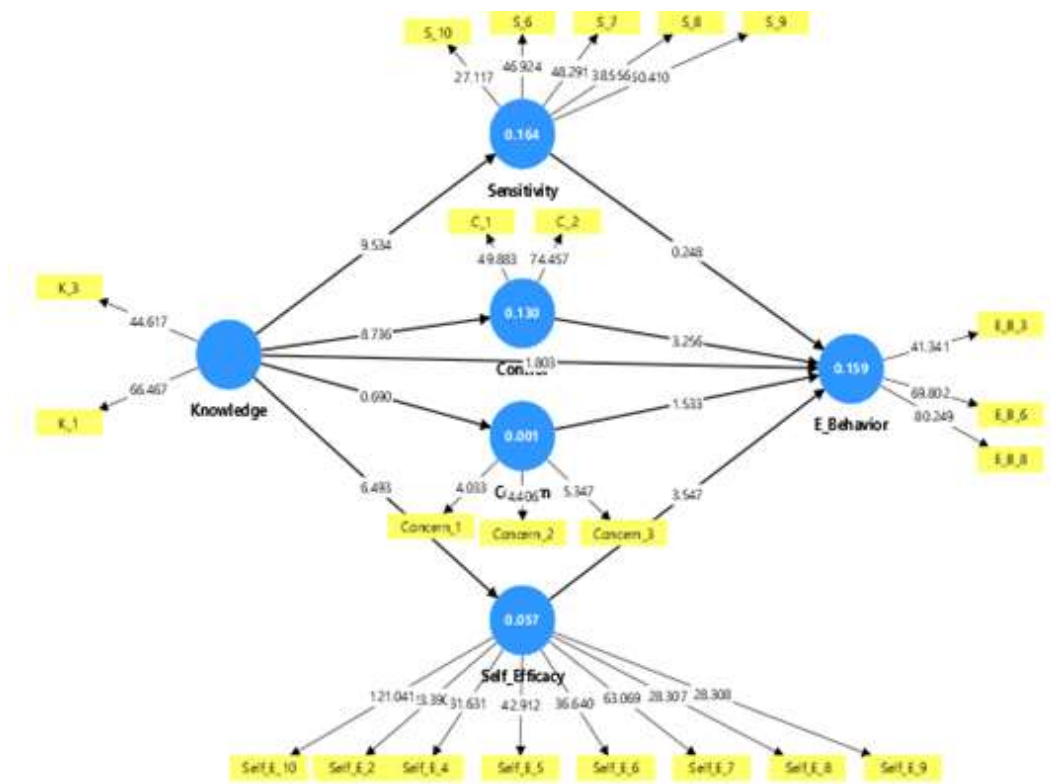 S_10 S_6 S_7 S_8 S_9
27.117 46.924 48.291 50.410
0.164
Sensitivity
C_1 C_2
49.883 74.457
9.534 0.248
K_3
44.617
0.130
8.736 3.256
1.803
E_B_3
41.341
0.159
66.467
Knowledge
K_1
0.690 1.533
E_Behavior
69.802
E_B_6
80.249
E_B_8
0.001
6.493 3.547
4.033 4.406 5.347
Concern_1 Concern_2 Concern_3
0.057
Self_Efficacy
121.041 31.631 42.912 36.640 63.069 28.307 28.308
Self_E_10 Self_E_2 Self_E_4 Self_E_5 Self_E_6 Self_E_7 Self_E_8 Self_E_9